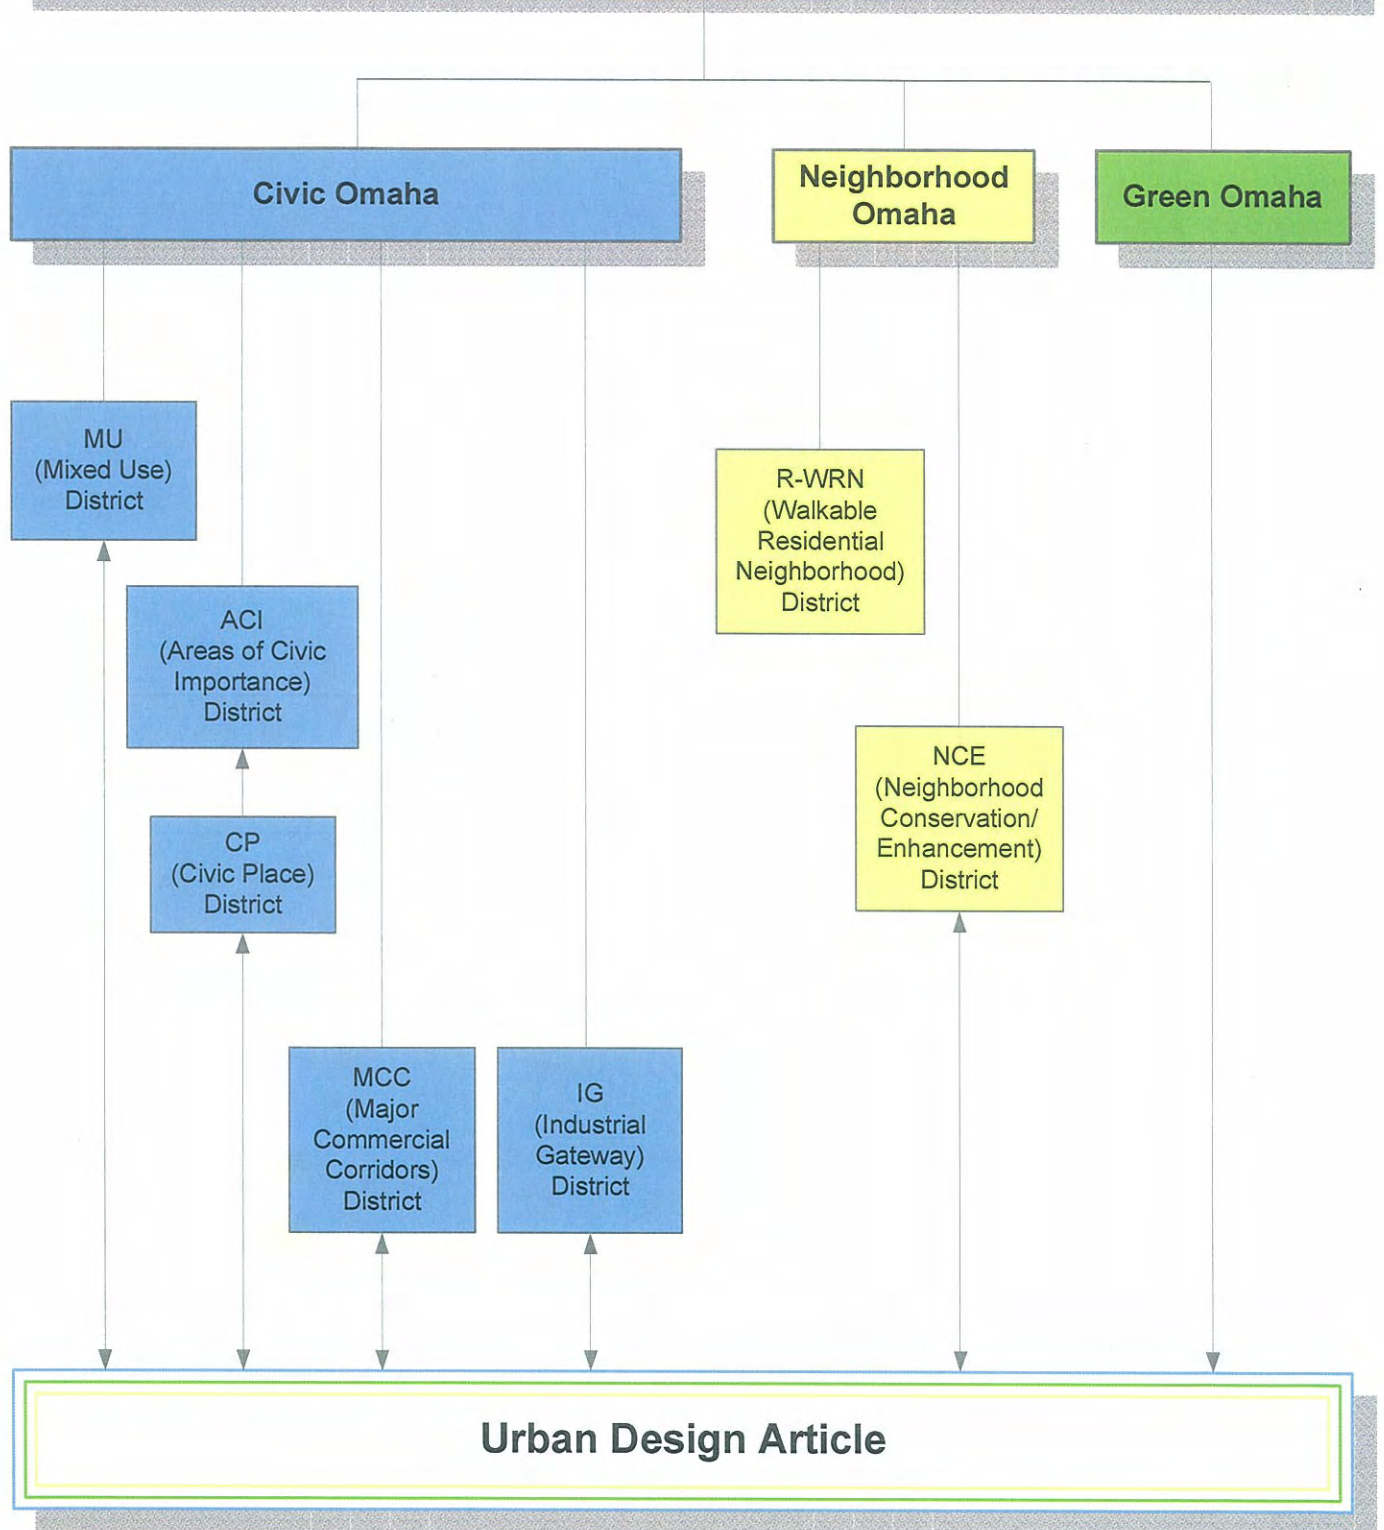 Civic Omaha
Neighborhood
Omaha
Green Omaha
MU
(Mixed Use)
District
R-WRN
(Walkable
Residential
Neighborhood)
District
ACI
(Areas of Civic
Importance)
District
NCE
(Neighborhood
Conservation/
Enhancement)
District
CP
(Civic Place)
District
MCC
(Major
Commercial
Corridors)
District
IG
(Industrial
Gateway)
District
Urban Design Article